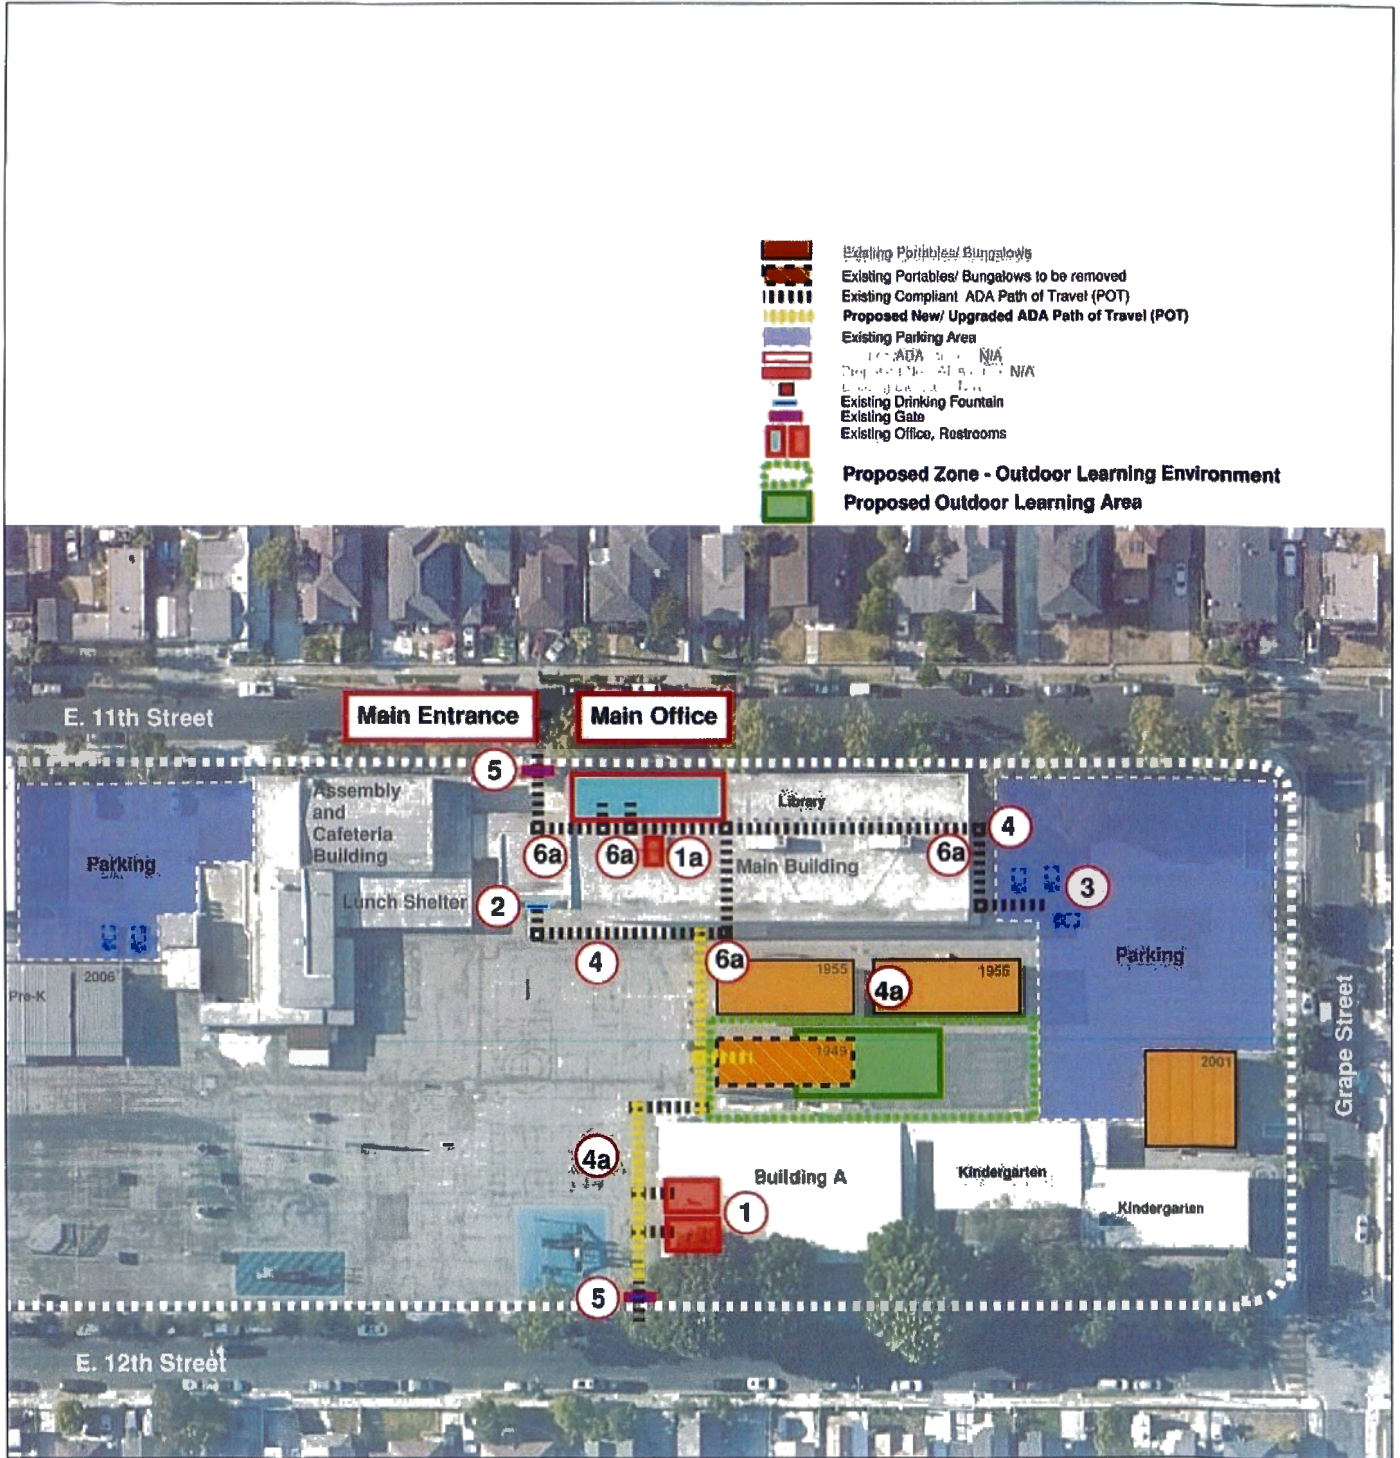 Existing Portables/ Bungalows
Existing Portables/ Bungalows to be removed
Existing Compliant ADA Path of Travel (POT)
Proposed New/ Upgraded ADA Path of Travel (POT)
Existing Parking Area
ADA N/A
N/A
Existing Drinking Fountain
Existing Gate
Existing Office, Restrooms
Proposed Zone - Outdoor Learning Environment
Proposed Outdoor Learning Area
E. 11th Street
Main Entrance
Main Office
5
Assembly
and
Cafeteria
Building
Library
4
Parking
6a
6a
1a
Main Building
6a
3
Lunch Shelter
2
4
6a
Parking
1955
4a
1956
Pre-K
2006
1949
2001
Grape Street
4a
Building A
Kindergarten
Kindergarten
1
5
E. 12th Street